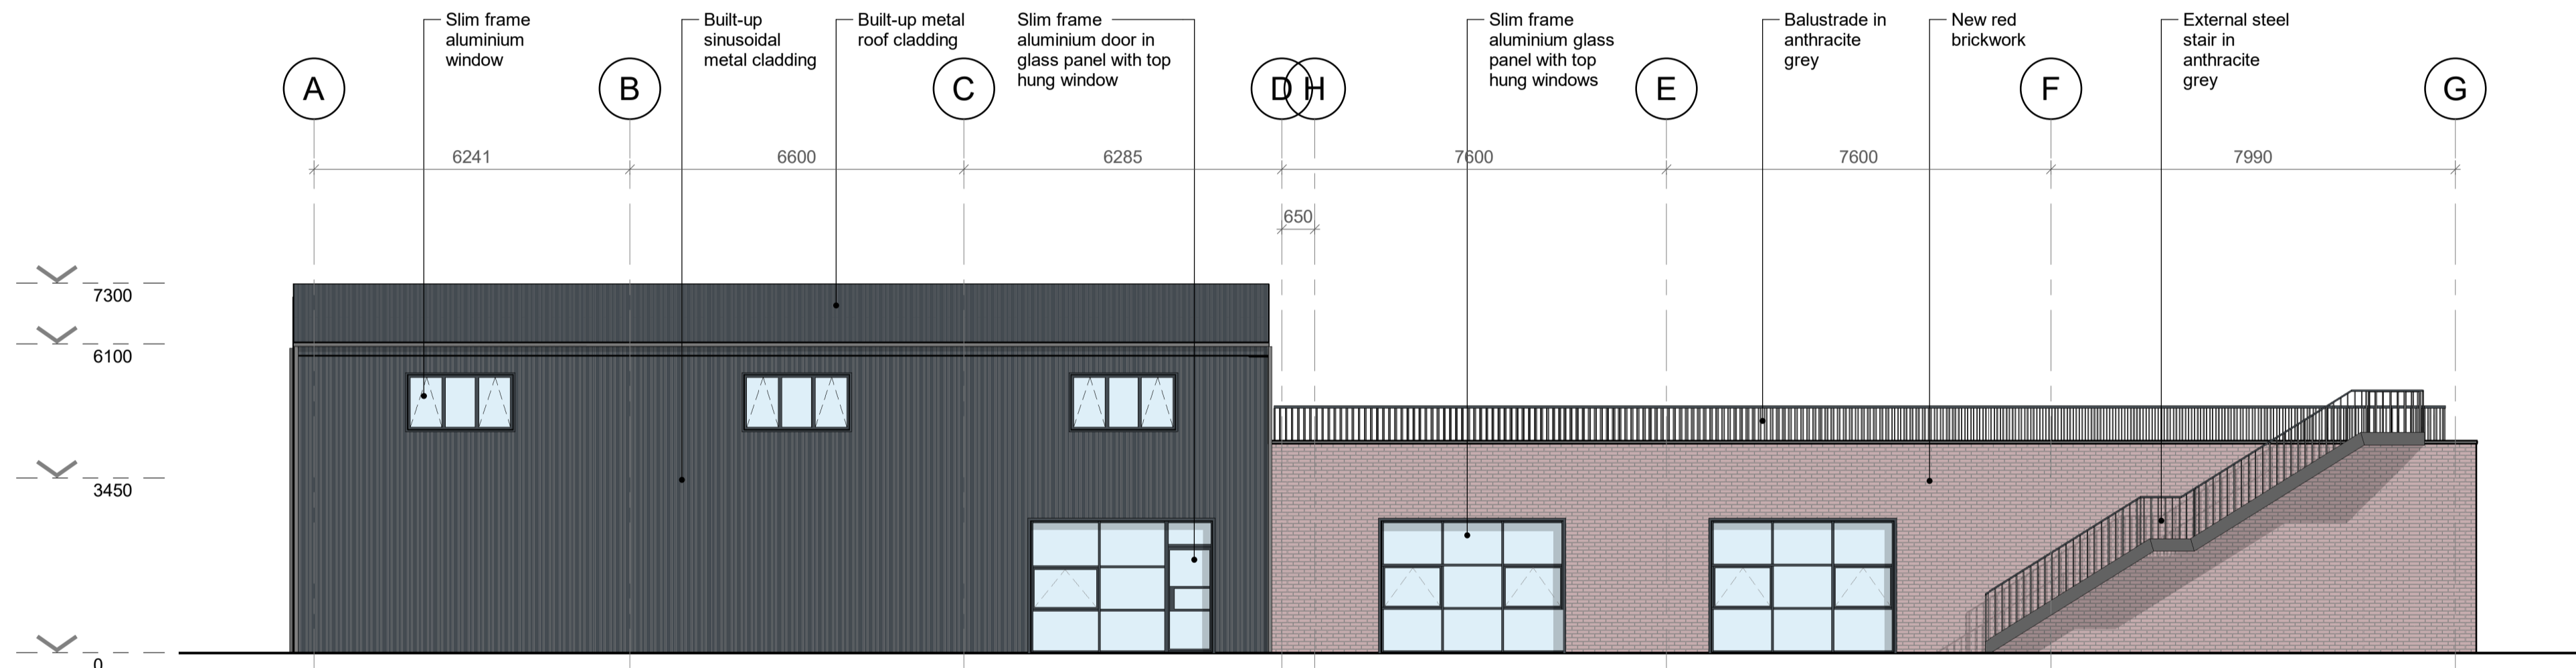 Slim frame
aluminium
window
Built-up
sinusoidal
metal cladding
Built-up metal
roof cladding
Slim frame
aluminium door in
glass panel with top
hung window
Slim frame
aluminium glass
panel with top
hung windows
Balustrade in
anthracite
grey
New red
brickwork
External steel
stair in
anthracite
grey
A
B
C
D
H
E
F
G
6241
6600
6285
7600
7600
7990
650
7300
6100
3450
0